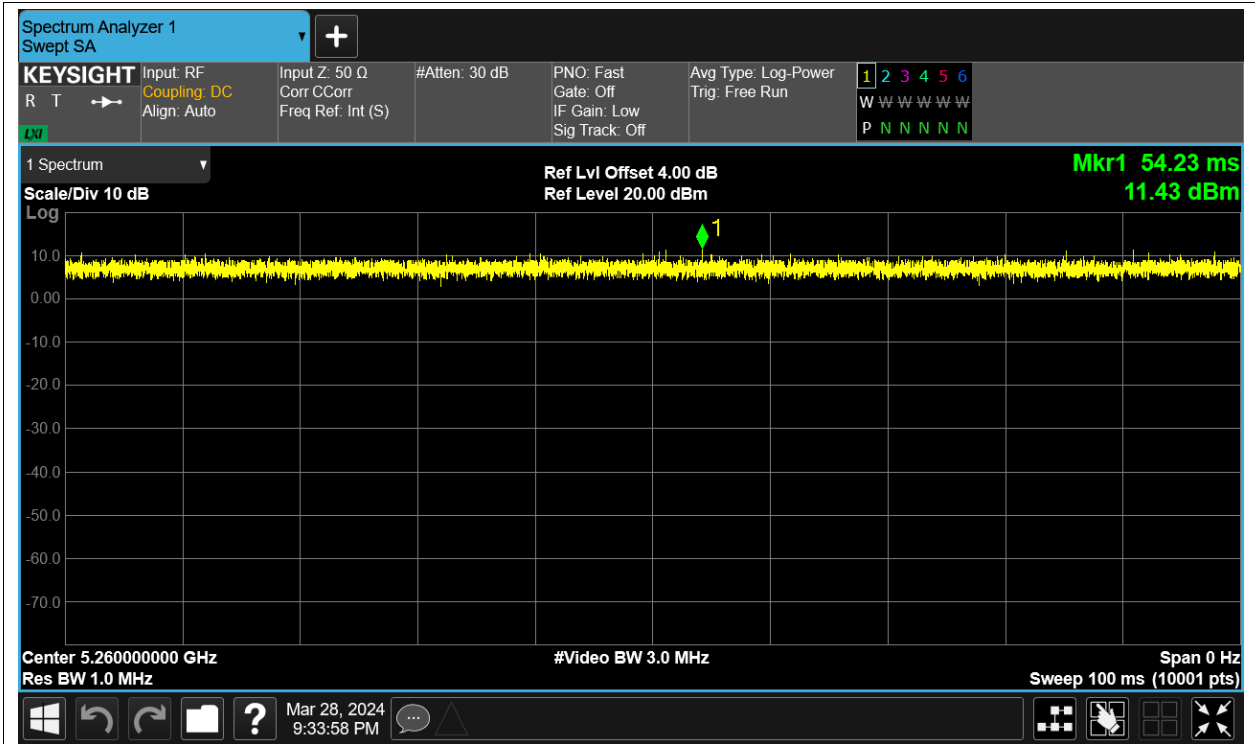 Spectrum Analyzer 1
Swept SA
KEYSIGHT
R T
LXI
Input: RF
Coupling: DC
Align: Auto
Input Z: 50 Ω
Corr CCorr
Freq Ref: Int (S)
#Atten: 30 dB
PNO: Fast
Gate: Off
IF Gain: Low
Sig Track: Off
Avg Type: Log-Power
Trig: Free Run
1 2 3 4 5 6
W W W W W W
P N N N N N
1 Spectrum
Scale/Div 10 dB
Ref Lvl Offset 4.00 dB
Ref Level 20.00 dBm
Mkr1 54.23 ms
11.43 dBm
Log
1
10.0
0.00
-10.0
-20.0
-30.0
-40.0
-50.0
-60.0
-70.0
Center 5.260000000 GHz
#Video BW 3.0 MHz
Span 0 Hz
Res BW 1.0 MHz
Sweep 100 ms (10001 pts)
?
Mar 28, 2024
9:33:58 PM